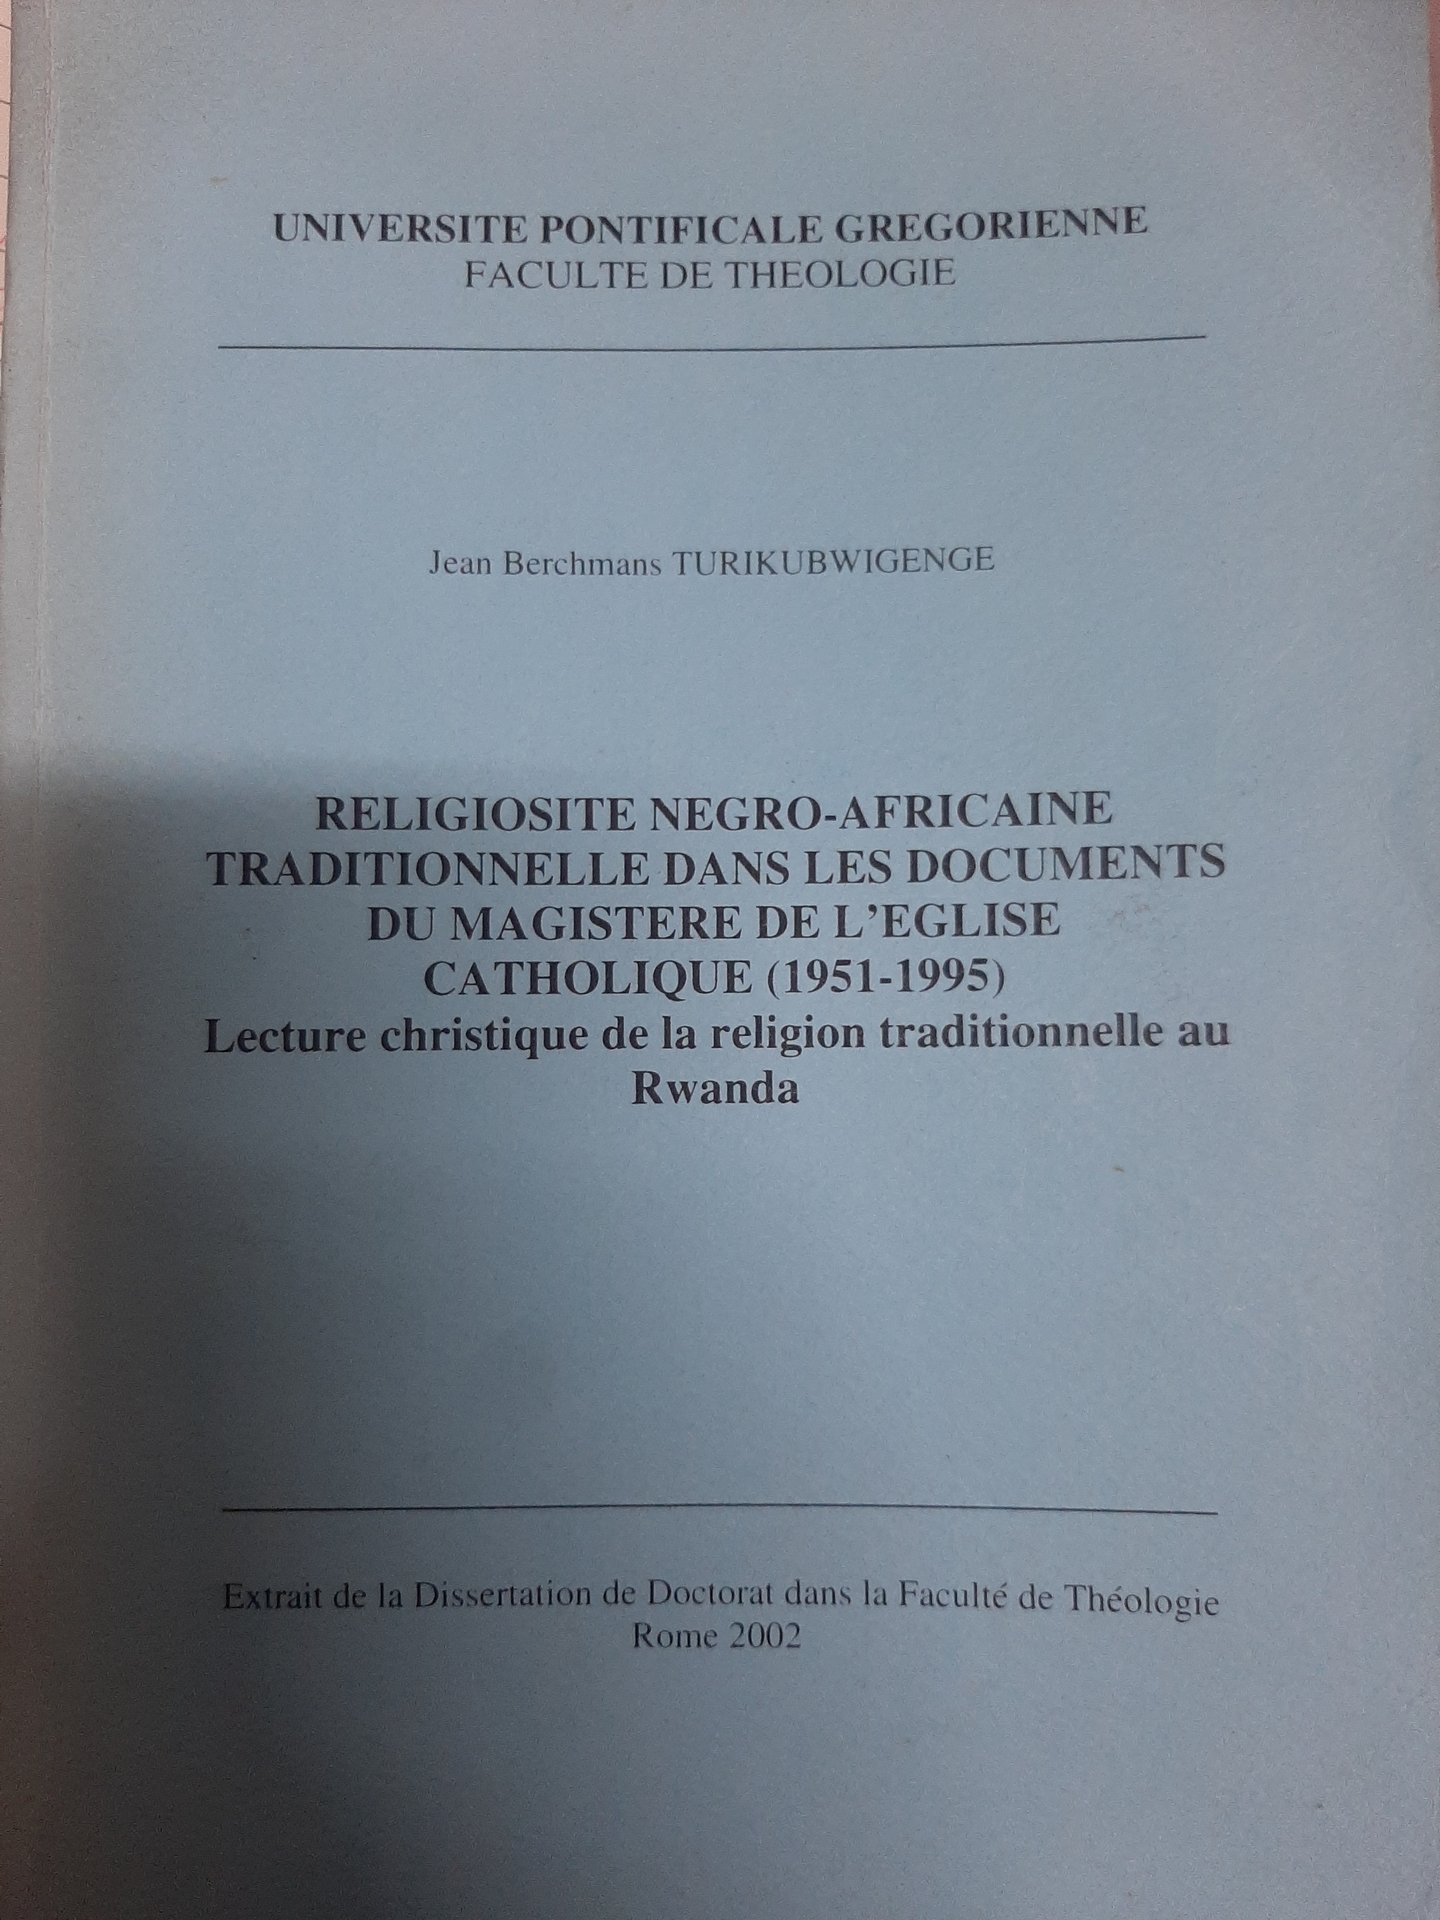 UNIVERSITE PONTIFICALE GREGORIENNE
FACULTE DE THEOLOGIE
Jean Berchmans TURIKUBWIGENGE
RELIGIOSITE NEGRO-AFRICAINE
TRADITIONNELLE DANS LES DOCUMENTS
DU MAGISTERE DE L'EGLISE
CATHOLIQUE (1951-1995)
Lecture christique de la religion traditionnelle au
Rwanda
Extrait de la Dissertation de Doctorat dans la Faculté de Théologie
Rome 2002